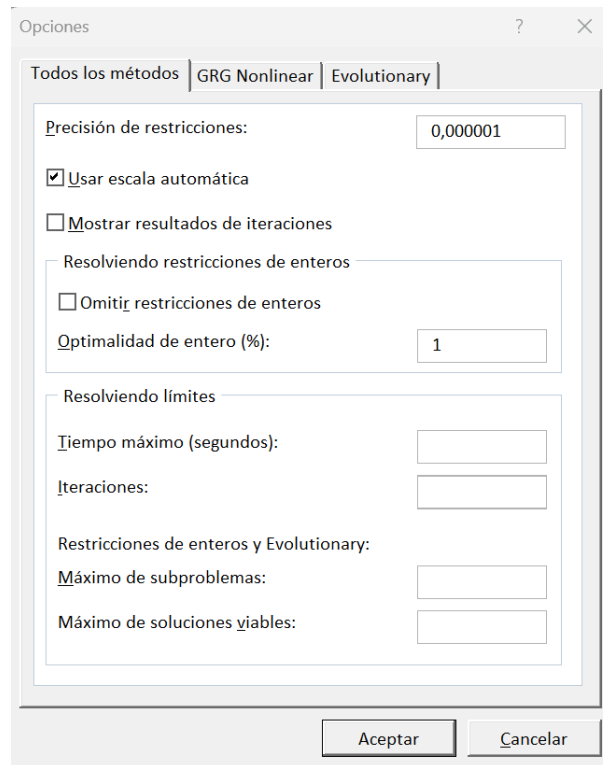 Opciones ?
Todos los métodos GRG Nonlinear Evolutionary
Precisión de restricciones: 0,000001
Usar escala automática
Mostrar resultados de iteraciones
Resolviendo restricciones de enteros
Omitir restricciones de enteros
Optimalidad de entero (%): 1
Resolviendo límites
Tiempo máximo (segundos):
Iteraciones:
Restricciones de enteros y Evolutionary:
Máximo de subproblemas:
Máximo de soluciones viables:
Aceptar Cancelar